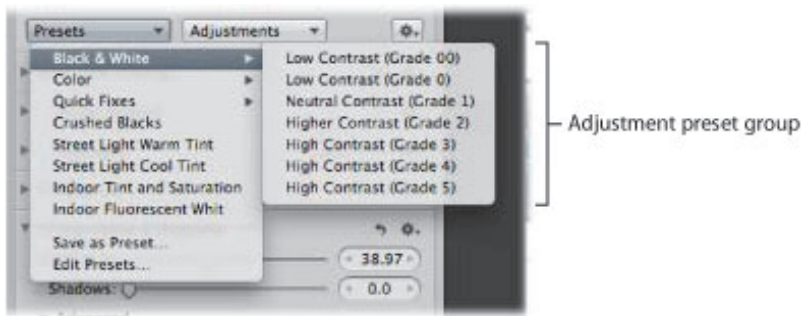 Presets Adjustments
Black & White
Color
Quick Fixes
Crushed Blacks
Street Light Warm Tint
Street Light Cool Tint
Indoor Tint and Saturation
Indoor Fluorescent Whit
Save as Preset...
Edit Presets...
Low Contrast (Grade 00)
Low Contrast (Grade 0)
Neutral Contrast (Grade 1)
Higher Contrast (Grade 2)
High Contrast (Grade 3)
High Contrast (Grade 4)
High Contrast (Grade 5)
Adjustment preset group
38.97
Shadows: 0.0